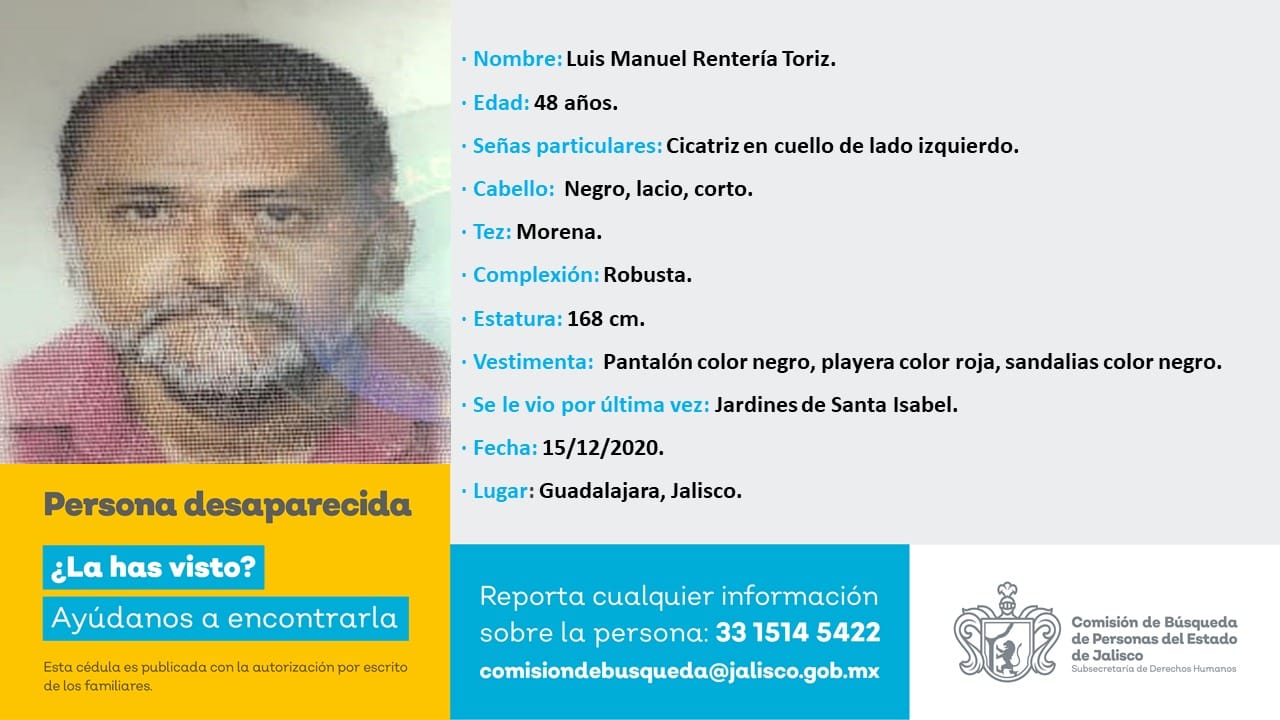 · Nombre: Luis Manuel Rentería Toriz.
· Edad: 48 años.
· Señas particulares: Cicatriz en cuello de lado izquierdo.
· Cabello: Negro, lacio, corto.
· Tez: Morena.
· Complexión: Robusta.
· Estatura: 168 cm.
· Vestimenta: Pantalón color negro, playera color roja, sandalias color negro.
· Se le vio por última vez: Jardines de Santa Isabel.
· Fecha: 15/12/2020.
· Lugar: Guadalajara, Jalisco.
Persona desaparecida
¿La has visto?
Ayúdanos a encontrarla
Esta cédula es publicada con la autorización por escrito
de los familiares.
Reporta cualquier información
sobre la persona: 33 1514 5422
comisiondebusqueda@jalisco.gob.mx
Comisión de Búsqueda
de Personas del Estado
de Jalisco
Subsecretaría de Derechos Humanos